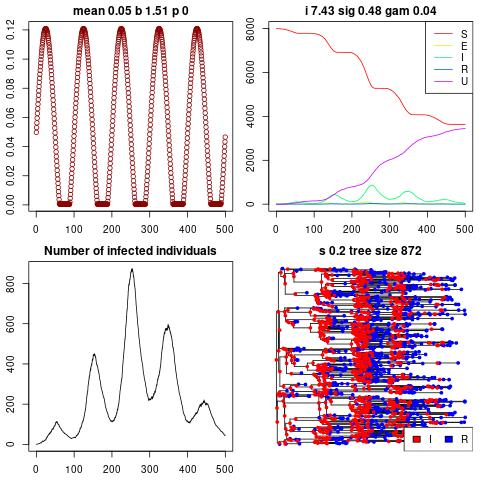 mean 0.05 b 1.51 p 0
0.00 0.02 0.04 0.06 0.08 0.10 0.12
0 100 200 300 400 500
i 7.43 sig 0.48 gam 0.04
0 2000 4000 6000 8000
0 100 200 300 400 500
S
E
I
R
U
Number of infected individuals
0 200 400 600 800
0 100 200 300 400 500
s 0.2 tree size 872
I R